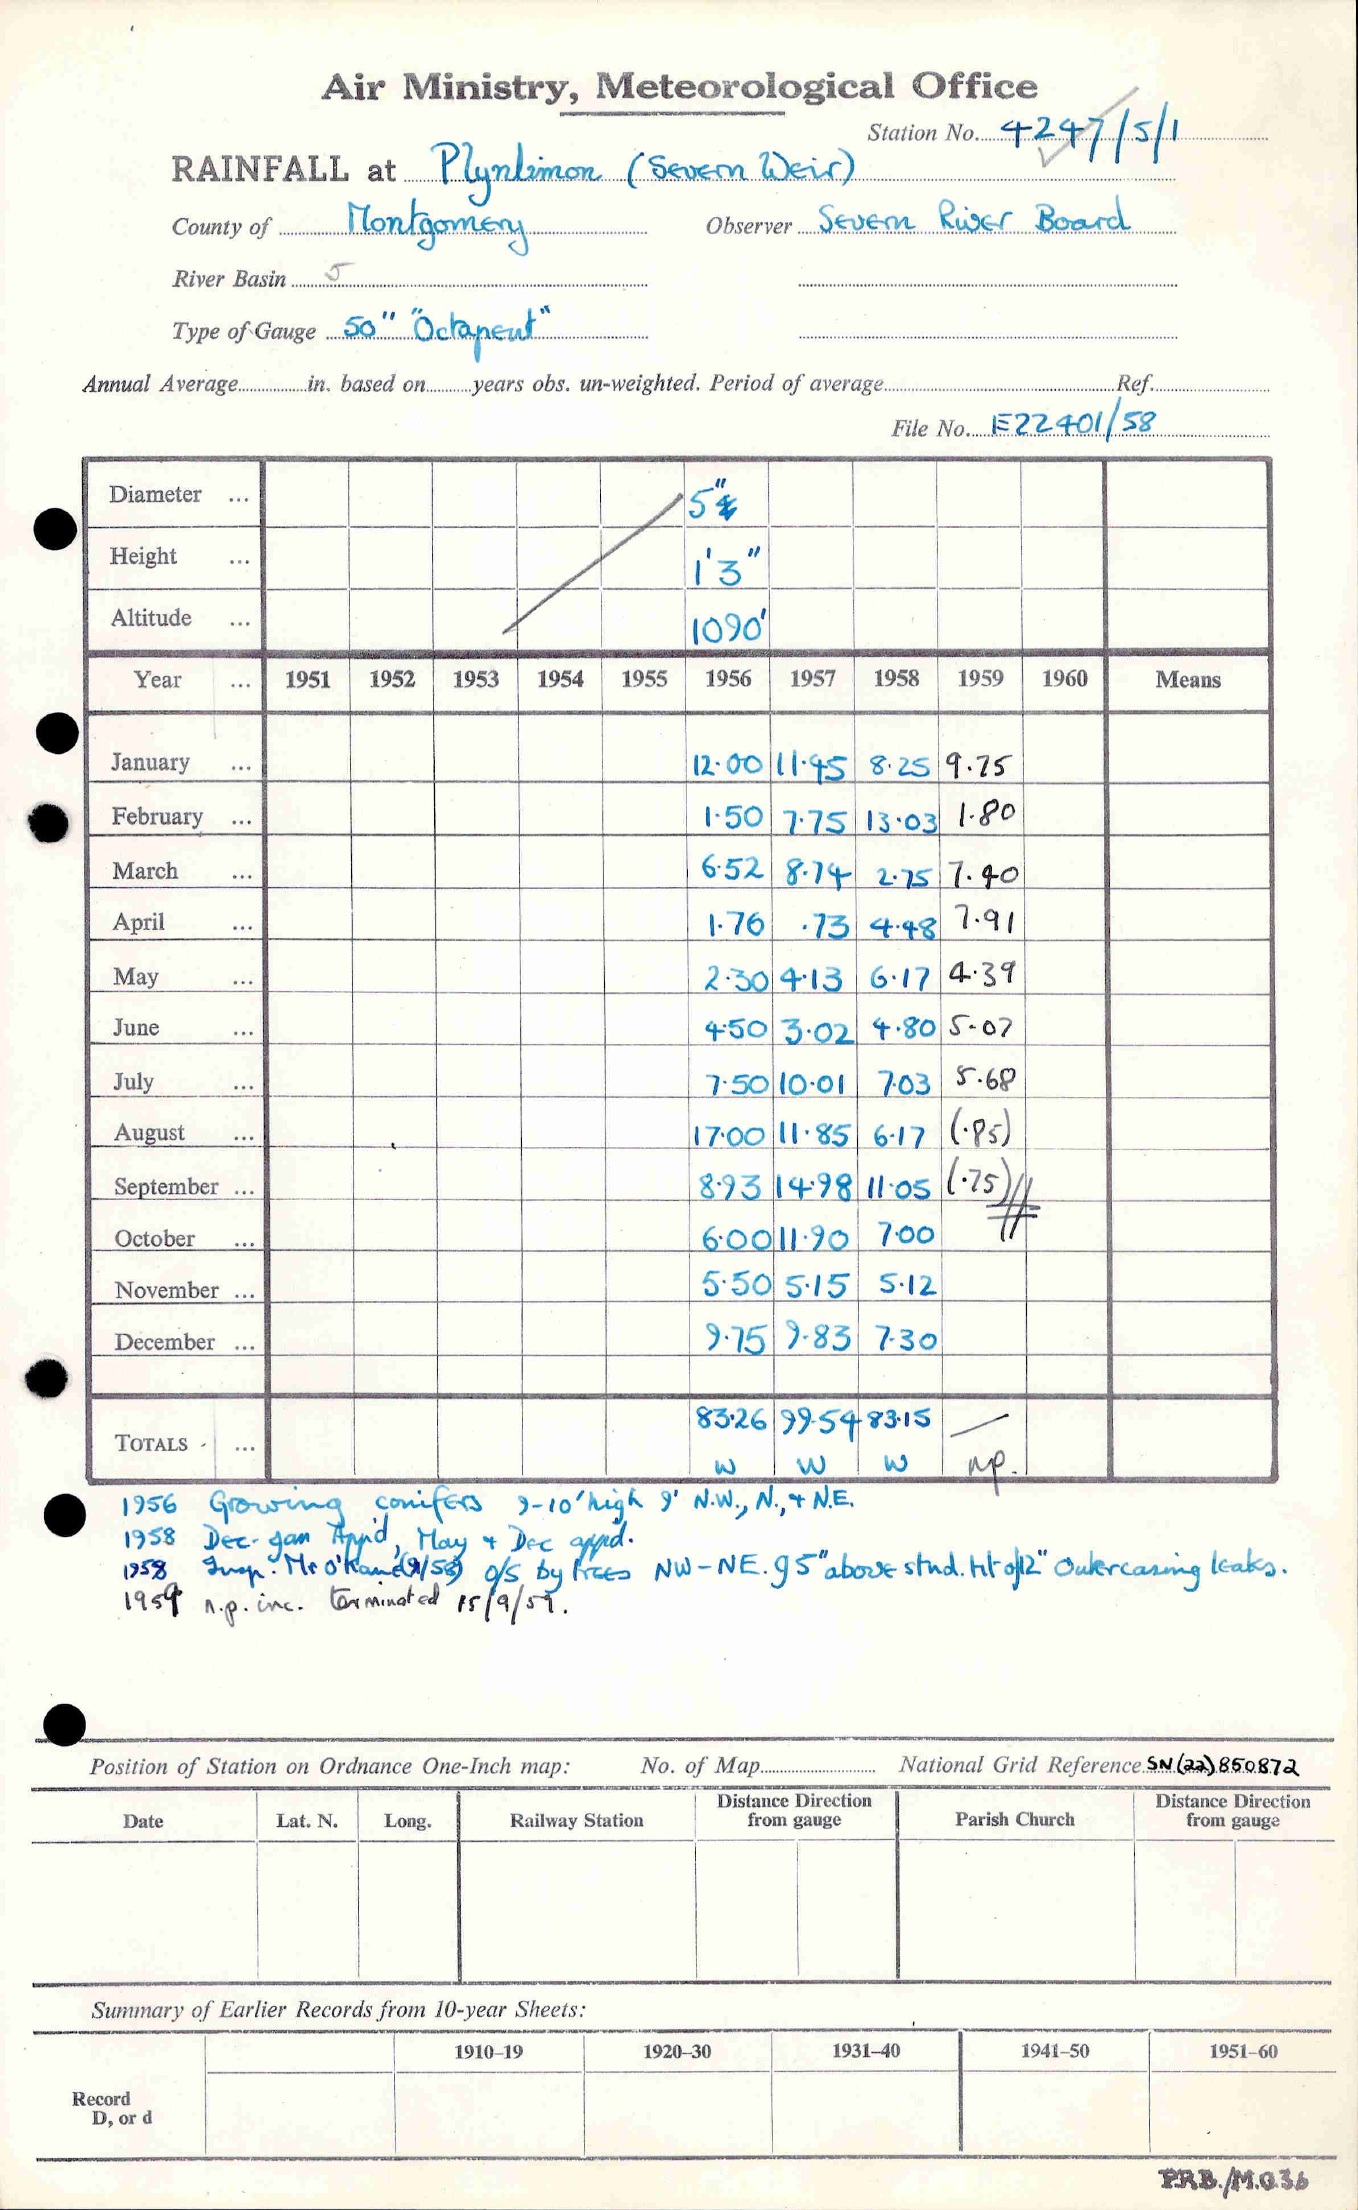 Air Ministry, Meteorological Office
Station No. 4247/5/1
RAINFALL at Plynlimon (Severn Weir)
County of Montgomery Observer Severn River Board
River Basin 5
Type of Gauge 50" "Octapent"
Annual Average in. based on years obs. un-weighted. Period of average Ref.
File No. E22401/58
Diameter ... 5"
Height ... 1'3"
Altitude ... 1090'
Year ... 1951 1952 1953 1954 1955 1956 1957 1958 1959 1960 Means
January ... 12.00 11.95 8.25 9.75
February ... 1.50 7.75 13.03 1.80
March ... 6.52 8.74 2.75 7.40
April ... 1.76 .73 4.48 7.91
May ... 2.30 4.13 6.17 4.39
June ... 4.50 3.02 4.80 5.07
July ... 7.50 10.01 7.03 5.68
August ... 17.00 11.85 6.17 (.85)
September ... 8.93 14.98 11.05 (.75)
October ... 6.00 11.90 7.00
November ... 5.50 5.15 5.12
December ... 9.75 9.83 7.30
TOTALS ... 83.26 99.54 83.15 —
W W W np.
1956 Growing conifers 9-10' high 9' N.W., N., + N.E.
1958 Dec-Jan App'd, May + Dec appd.
1958 Insp. Mr O'Kane (9/58) o/s by trees NW-NE. g 5" above stnd. ht of 12" Outercasing leaks.
1959 n.p. inc. terminated 15/9/59.
Position of Station on Ordnance One-Inch map: No. of Map National Grid Reference SN(22)850872
Date Lat. N. Long. Railway Station Distance Direction from gauge Parish Church Distance Direction from gauge
Summary of Earlier Records from 10-year Sheets:
1910–19 1920–30 1931–40 1941–50 1951–60
Record
D, or d
P.R.B./M.O.36